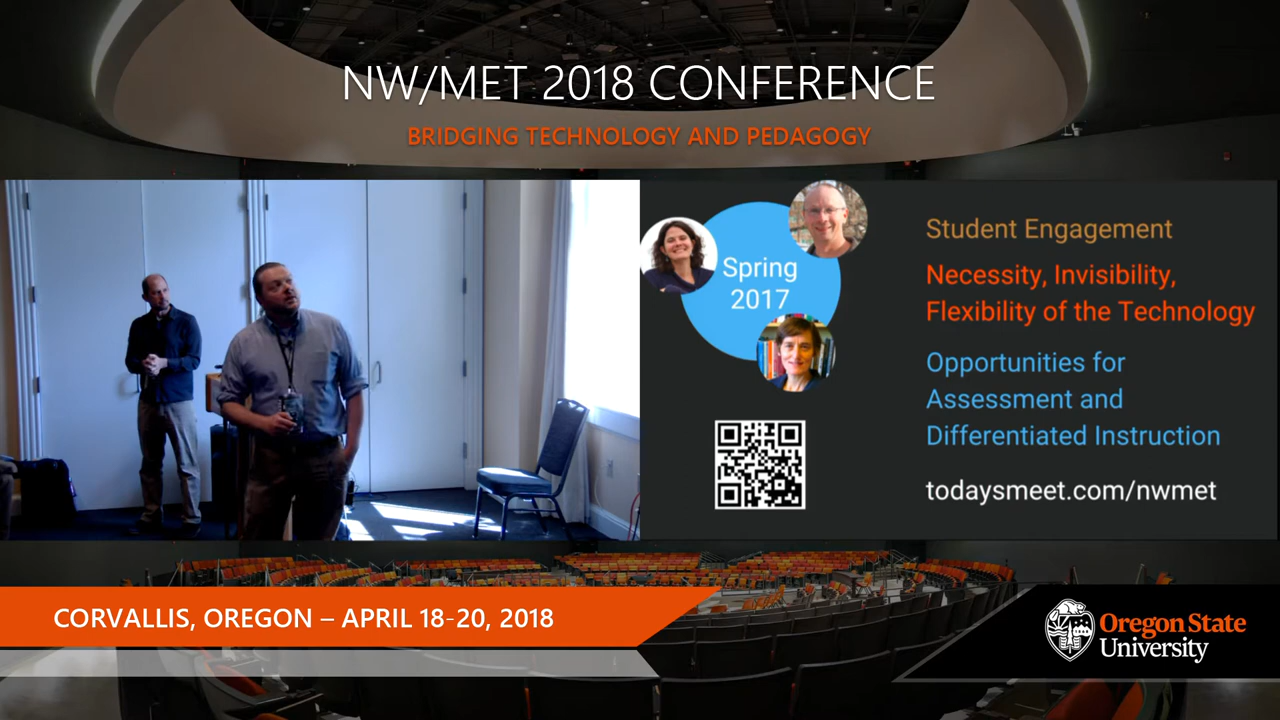 NW/MET 2018 CONFERENCE
BRIDGING TECHNOLOGY AND PEDAGOGY
Spring
2017
Student Engagement
Necessity, Invisibility,
Flexibility of the Technology
Opportunities for
Assessment and
Differentiated Instruction
todaysmeet.com/nwmet
CORVALLIS, OREGON – APRIL 18-20, 2018
Oregon State
University